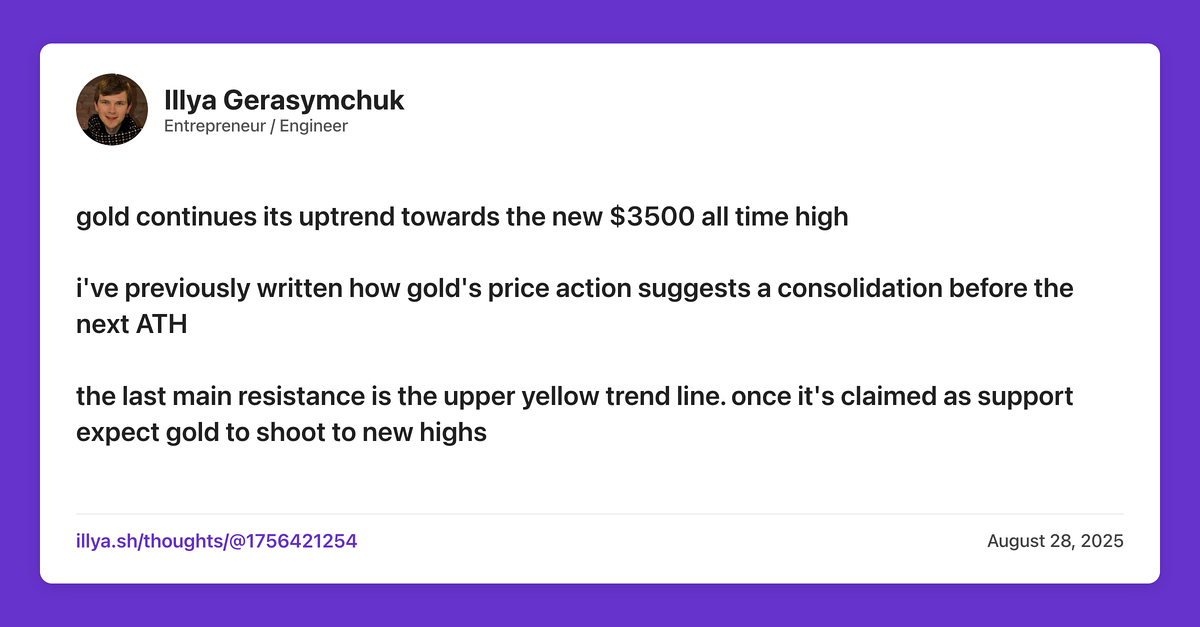 Illya Gerasymchuk
Entrepreneur / Engineer
gold continues its uptrend towards the new $3500 all time high
i've previously written how gold's price action suggests a consolidation before the
next ATH
the last main resistance is the upper yellow trend line. once it's claimed as support
expect gold to shoot to new highs
illya.sh/thoughts/@1756421254
August 28, 2025